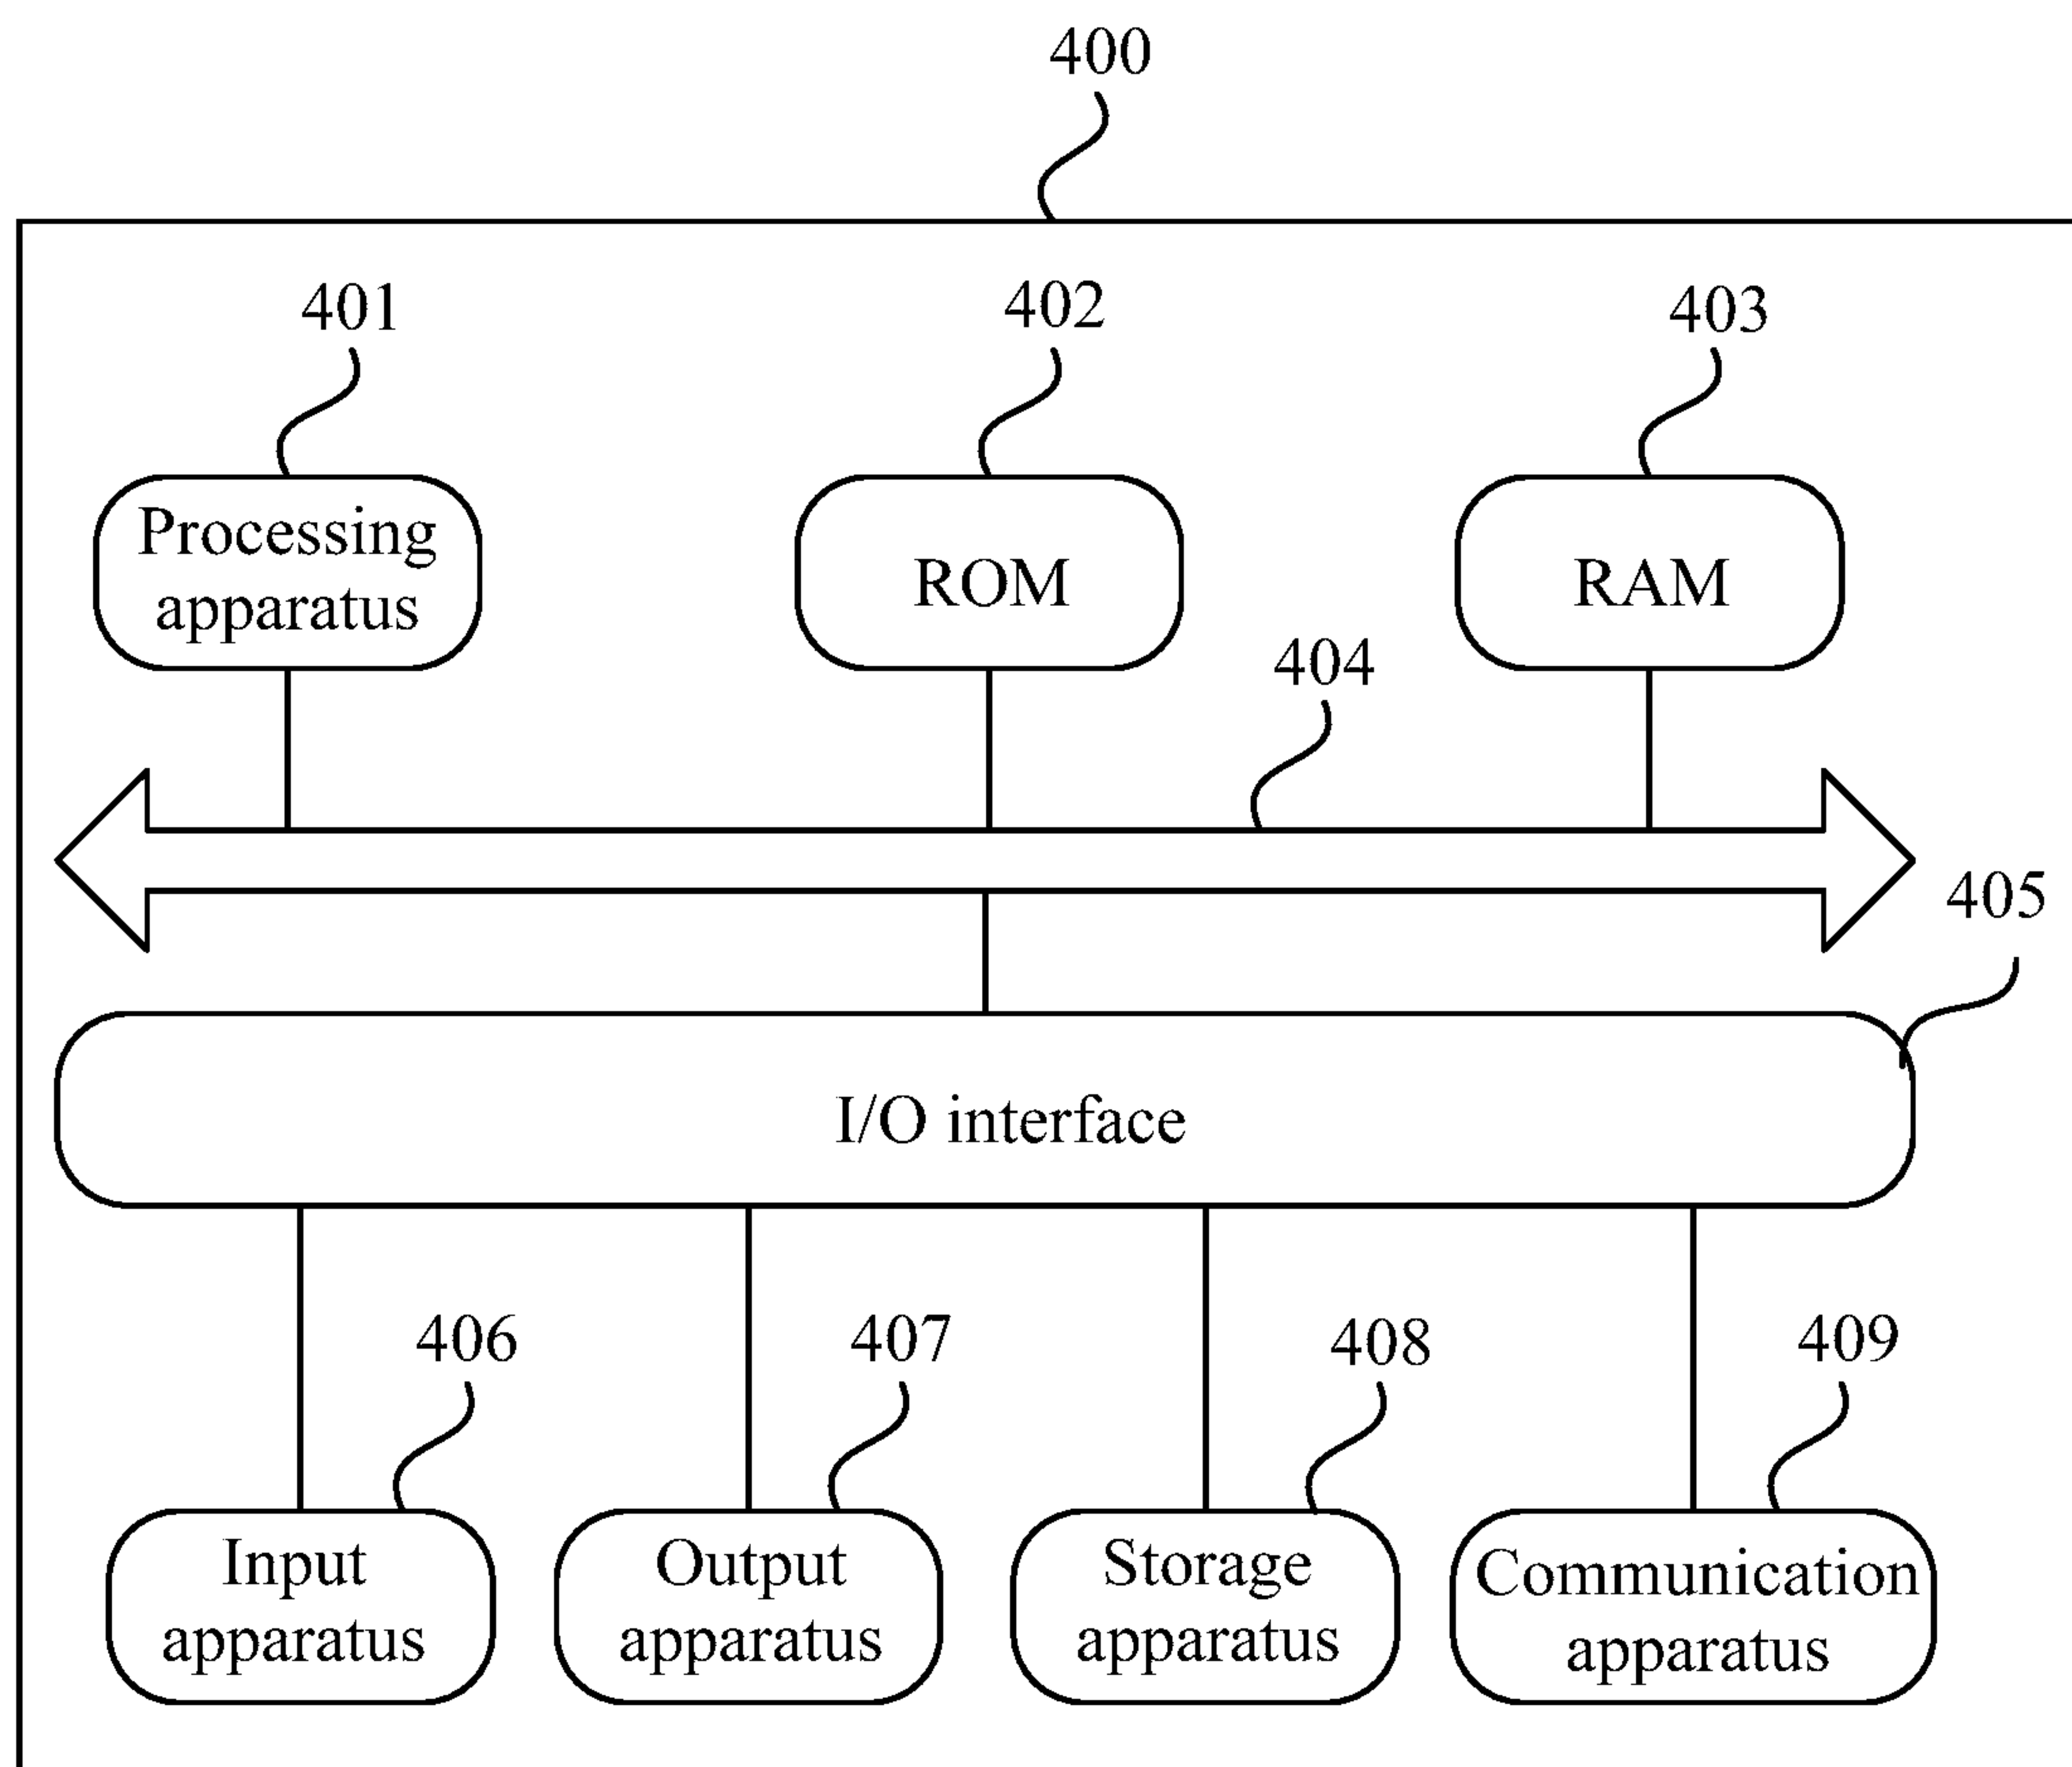 400
401
402
403
Processing
apparatus
ROM
RAM
404
405
I/O interface
406
407
408
409
Input
apparatus
Output
apparatus
Storage
apparatus
Communication
apparatus